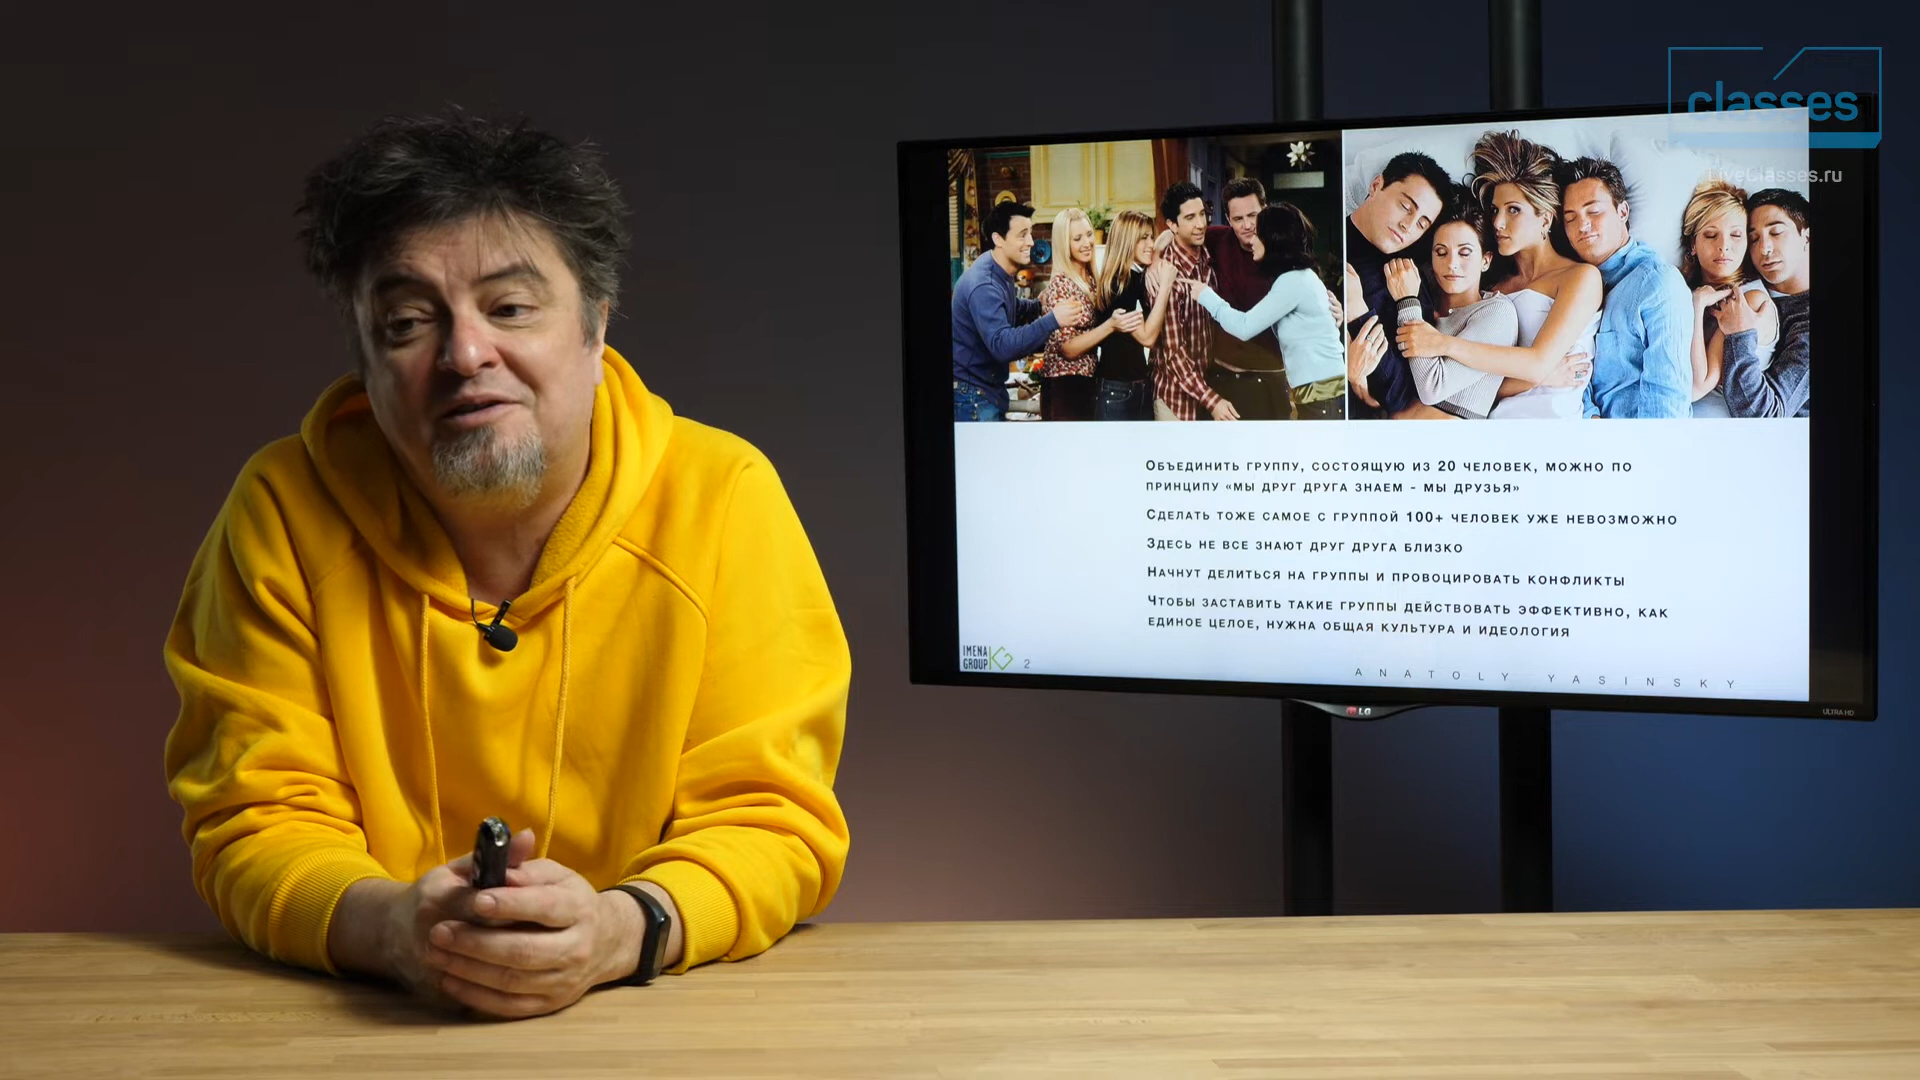 classes
LiveClasses.ru
Объединить группу, состоящую из 20 человек, можно по
принципу «мы друг друга знаем - мы друзья»
Сделать тоже самое с группой 100+ человек уже невозможно
Здесь не все знают друг друга близко
Начнут делиться на группы и провоцировать конфликты
Чтобы заставить такие группы действовать эффективно, как
единое целое, нужна общая культура и идеология
IMENA
GROUP
2
ANATOLY YASINSKY
LG
ULTRA HD